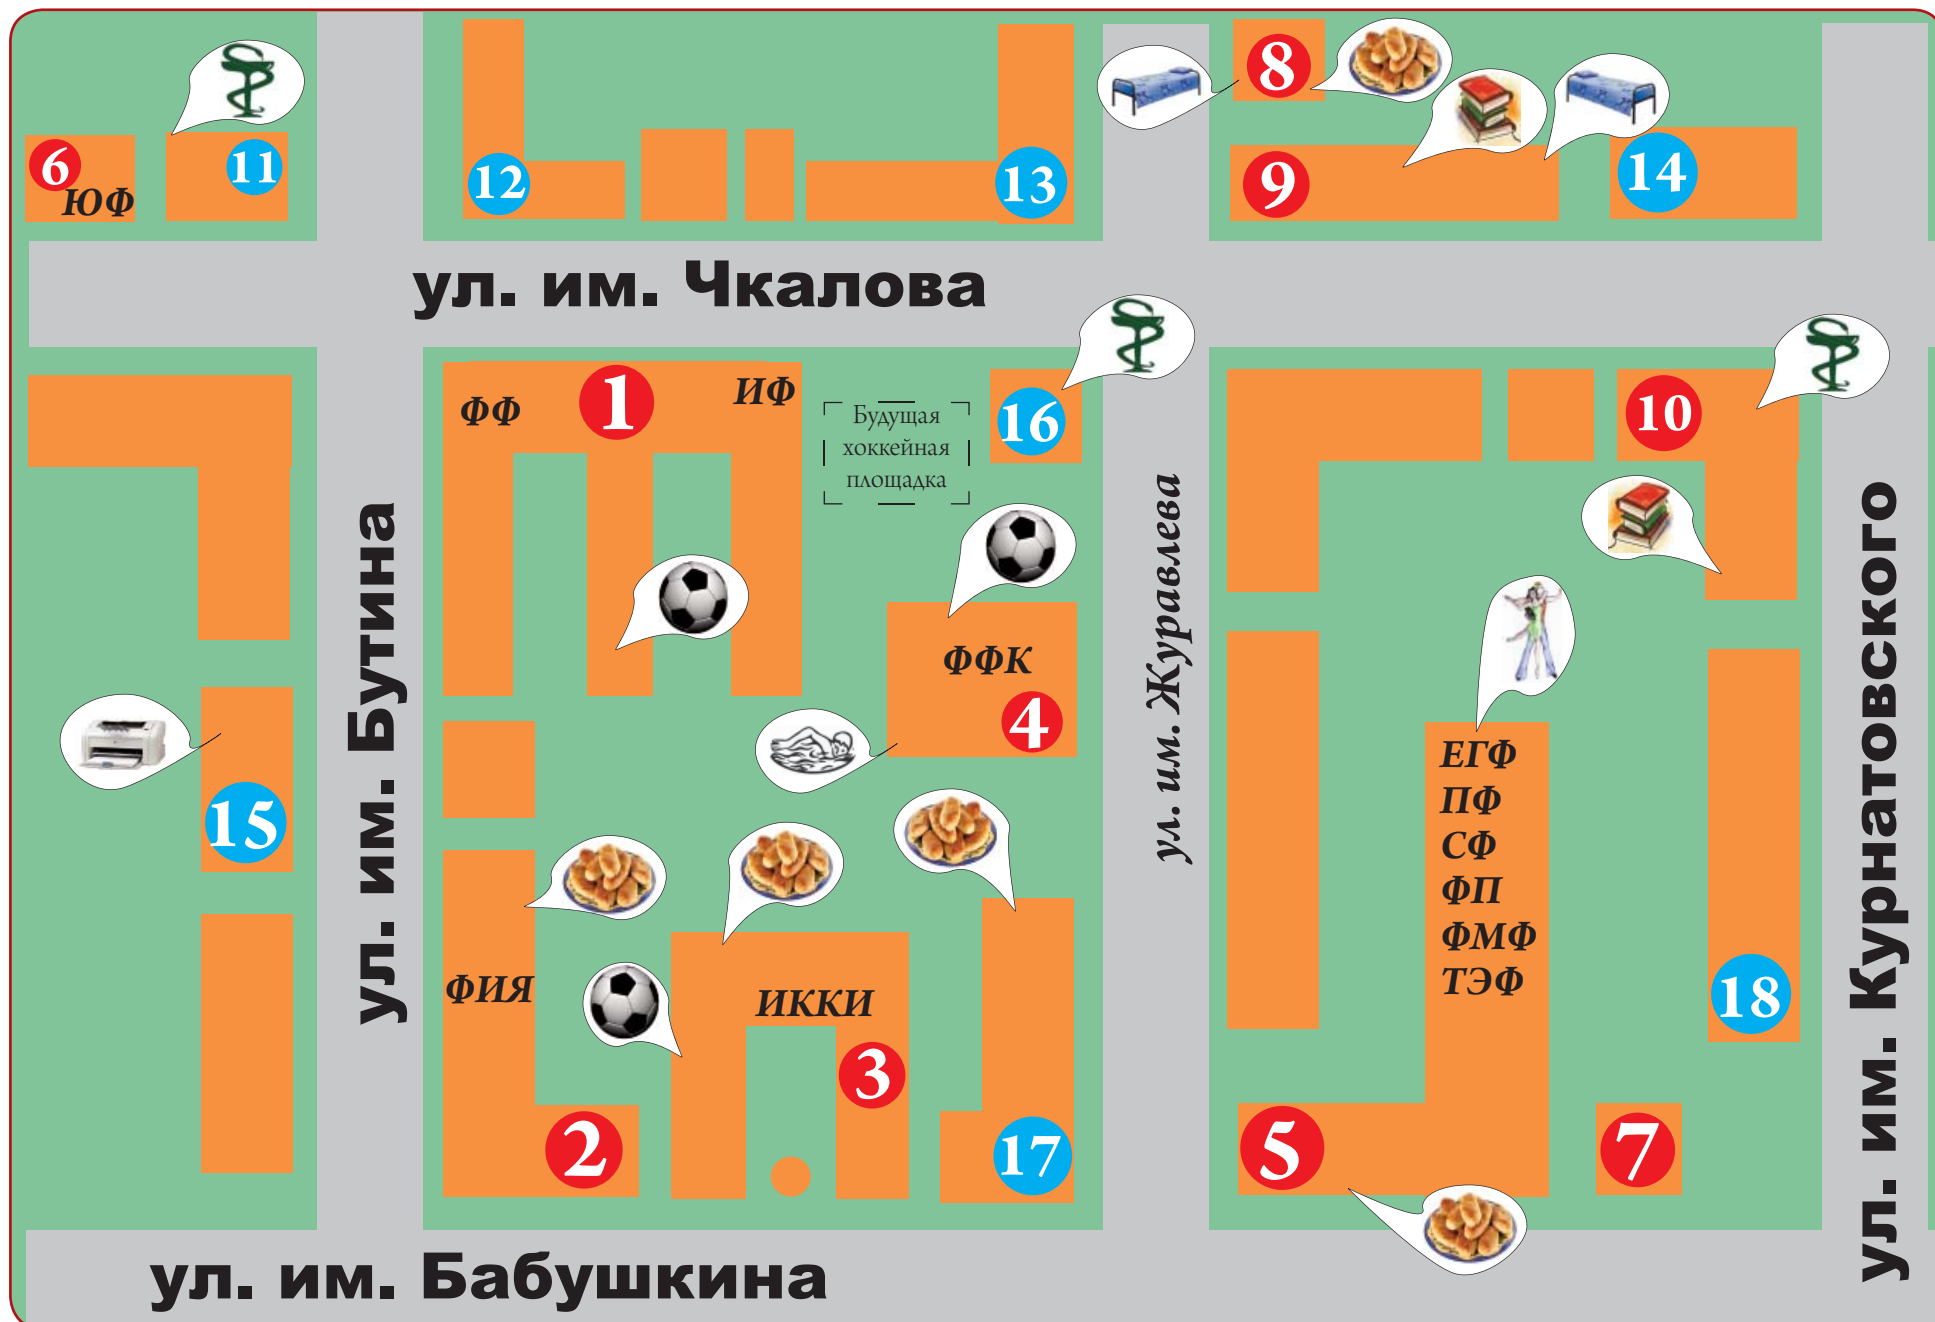 8
6
ЮФ
11
12
13
9
14
ул. им. Чкалова
ФФ
1
ИФ
Будущая
хоккейная
площадка
16
10
ул. им. Бутина
ул. им. Журавлева
ул. им. Курнатовского
ФФК
4
15
ЕГФ
ПФ
СФ
ФП
ФМФ
ТЭФ
ФИЯ
ИККИ
18
3
2
17
5
7
ул. им. Бабушкина